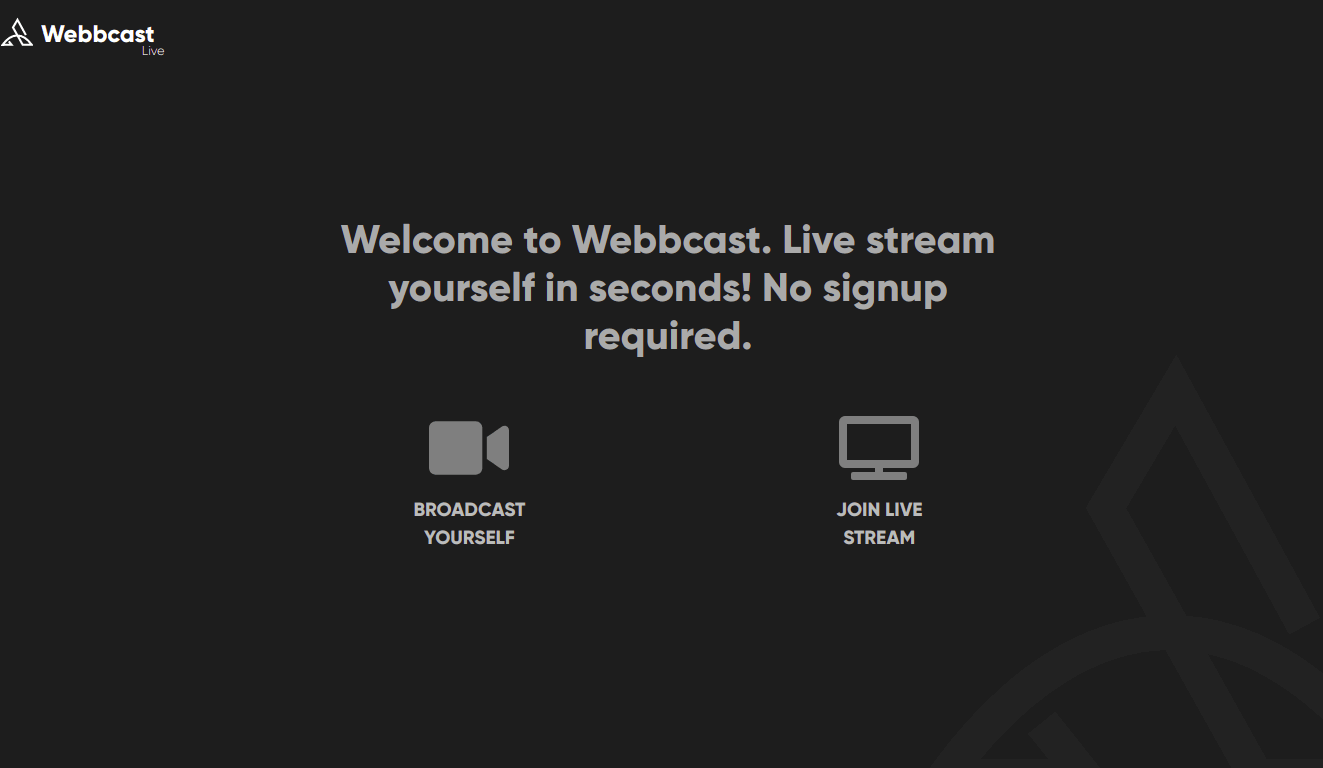 Webbcast
Live
Welcome to Webbcast. Live stream
yourself in seconds! No signup
required.
BROADCAST
YOURSELF
JOIN LIVE
STREAM